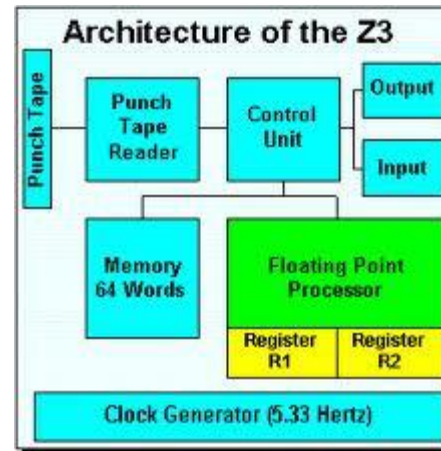 Architecture of the Z3
Punch Tape
Punch
Tape
Reader
Control
Unit
Output
Input
Memory
64 Words
Floating Point
Processor
Register
R1
Register
R2
Clock Generator (5.33 Hertz)